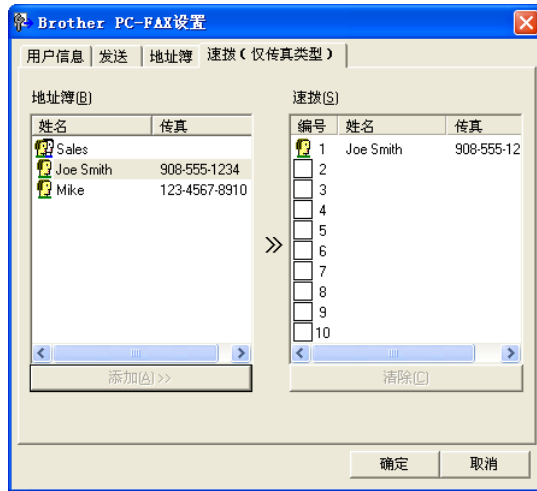 Brother PC-FAX设置
用户信息 发送 地址簿 速拨(仅传真类型)
地址簿(B) 速拨(S)
姓名 传真 编号 姓名 传真
Sales 1 Joe Smith 908-555-12
Joe Smith 908-555-1234 2
Mike 123-4567-8910 3
4
5
6
7
8
9
10
添加(A)>> 清除(C)
确定 取消